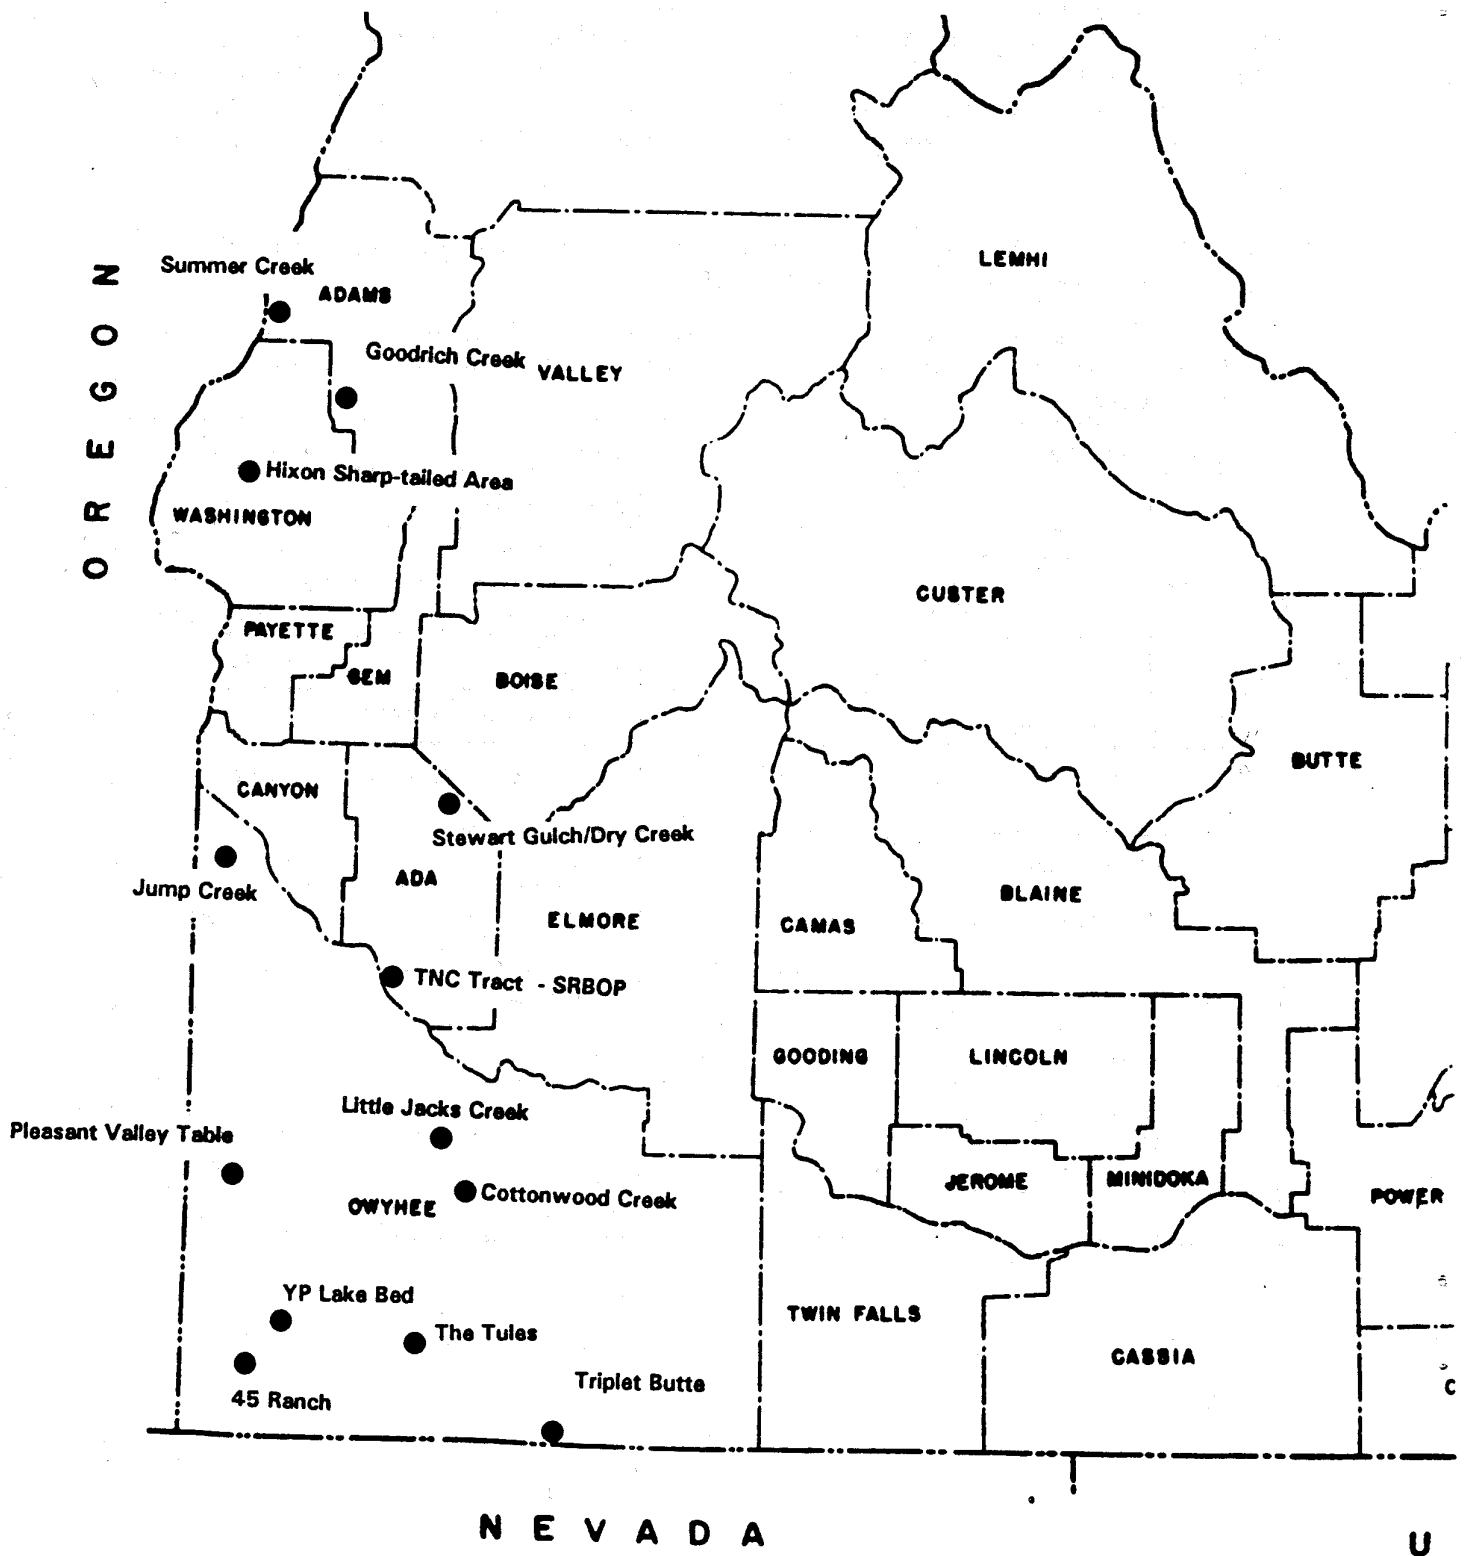 LEMHI
Summer Creek
ADAMS
OREGON
Goodrich Creek
VALLEY
Hixon Sharp-tailed Area
WASHINGTON
CUSTER
PAYETTE
GEM
BOISE
BUTTE
CANYON
Stewart Gulch/Dry Creek
ADA
Jump Creek
BLAINE
ELMORE
CAMAS
TNC Tract - SRBOP
GOODING
LINCOLN
Little Jacks Creek
Pleasant Valley Table
JEROME
MINIDOKA
POWER
Cottonwood Creek
OWYHEE
YP Lake Bed
TWIN FALLS
The Tules
CASSIA
Triplet Butte
C
45 Ranch
NEVADA
U